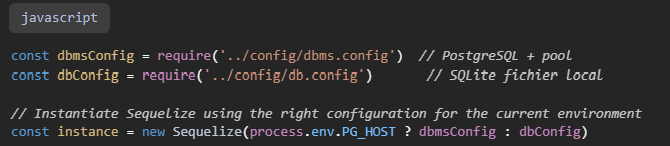 javascript
const dbmsConfig = require('../config/dbms.config')  // PostgreSQL + pool
const dbConfig = require('../config/db.config')       // SQLite fichier local
// Instantiate Sequelize using the right configuration for the current environment
const instance = new Sequelize(process.env.PG_HOST ? dbmsConfig : dbConfig)